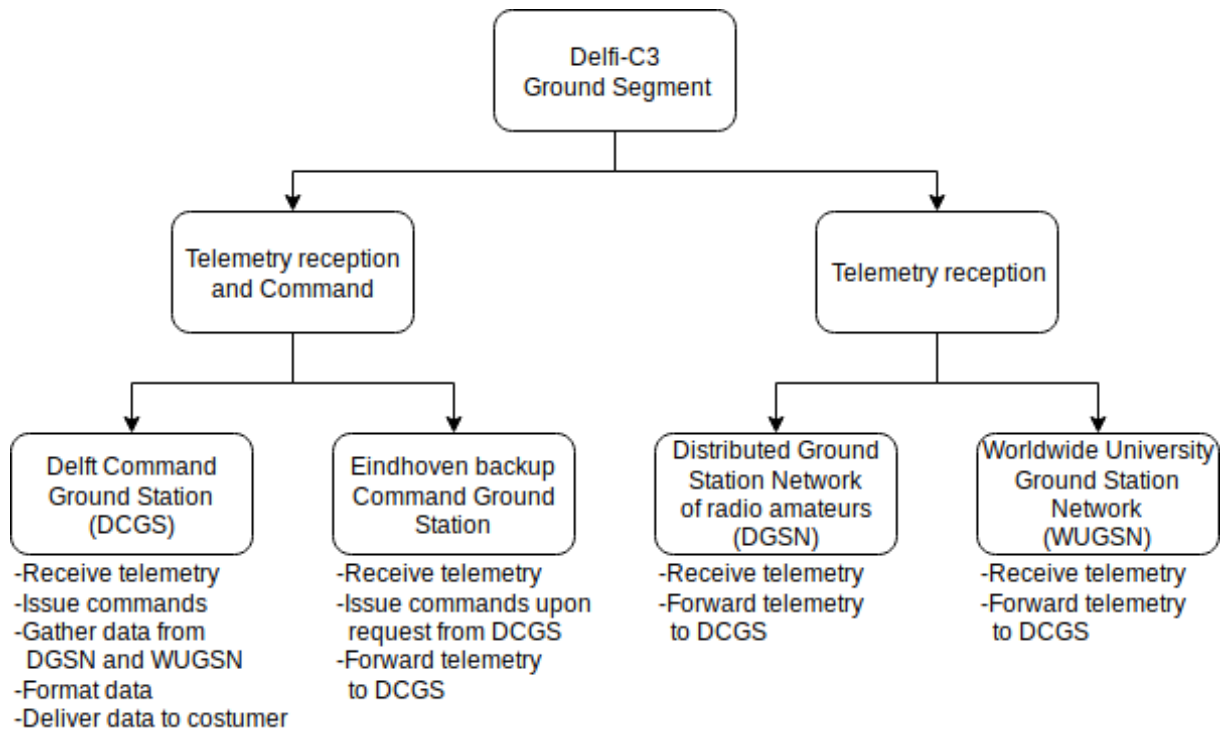 Delfi-C3
Ground Segment
Telemetry reception
and Command
Telemetry reception
Delft Command
Ground Station
(DCGS)
-Receive telemetry
-Issue commands
-Gather data from
DGSN and WUGSN
-Format data
-Deliver data to costumer
Eindhoven backup
Command Ground
Station
-Receive telemetry
-Issue commands upon
request from DCGS
-Forward telemetry
to DCGS
Distributed Ground
Station Network
of radio amateurs
(DGSN)
-Receive telemetry
-Forward telemetry
to DCGS
Worldwide University
Ground Station
Network
(WUGSN)
-Receive telemetry
-Forward telemetry
to DCGS